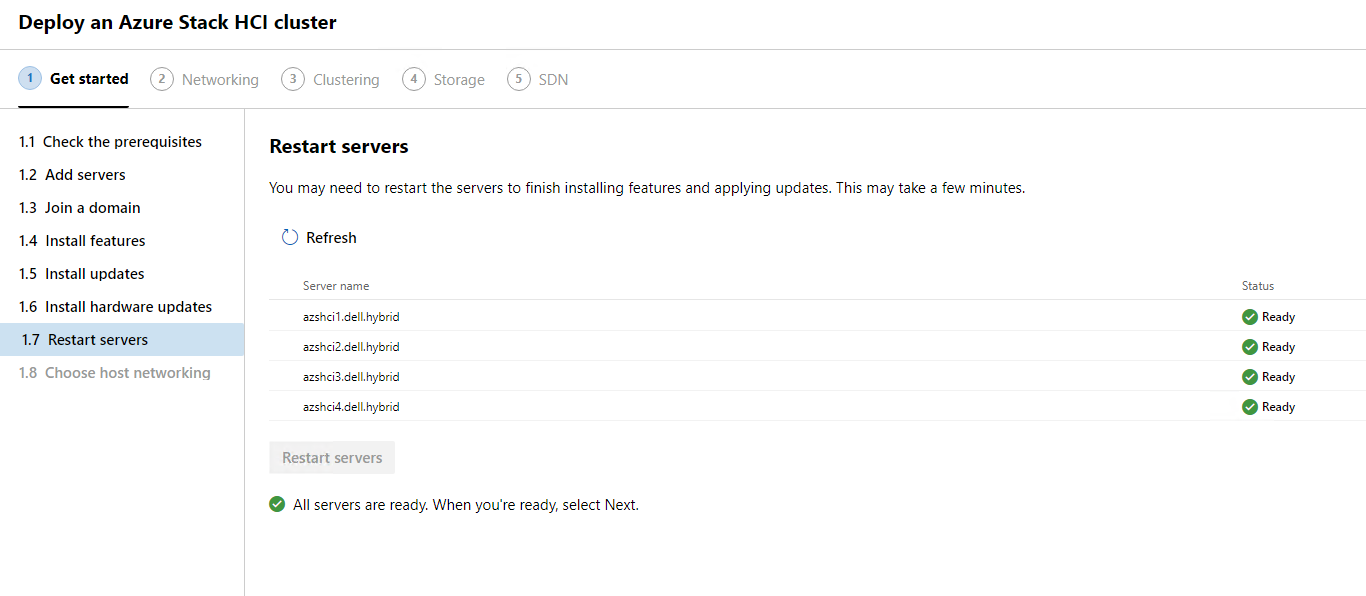 Deploy an Azure Stack HCI cluster
1 Get started 2 Networking 3 Clustering 4 Storage 5 SDN
1.1 Check the prerequisites
1.2 Add servers
1.3 Join a domain
1.4 Install features
1.5 Install updates
1.6 Install hardware updates
1.7 Restart servers
1.8 Choose host networking
Restart servers
You may need to restart the servers to finish installing features and applying updates. This may take a few minutes.
Refresh
Server name Status
azshci1.dell.hybrid Ready
azshci2.dell.hybrid Ready
azshci3.dell.hybrid Ready
azshci4.dell.hybrid Ready
Restart servers
All servers are ready. When you're ready, select Next.